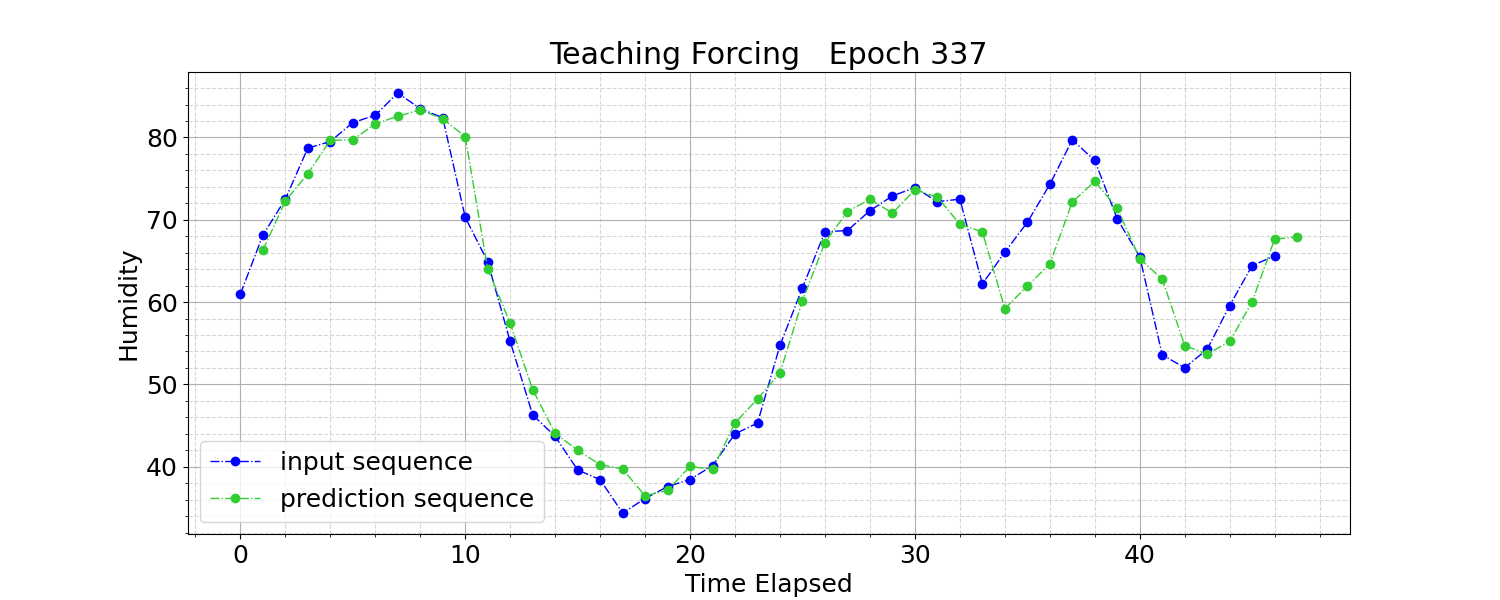 Teaching Forcing   Epoch 337
80
70
60
50
40
Humidity
input sequence
prediction sequence
0 10 20 30 40
Time Elapsed